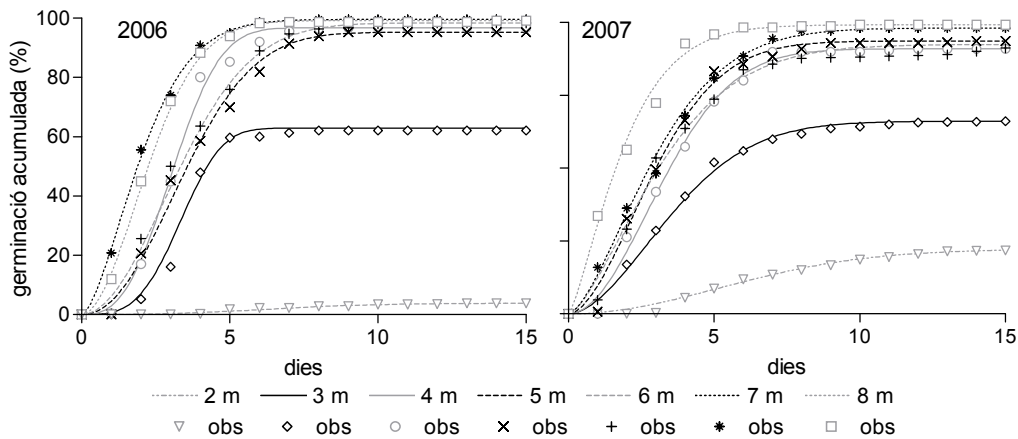 germinació acumulada (%)
100
80
60
40
20
0
2006
2007
0 5 10 15
0 5 10 15
dies
dies
2 m 3 m 4 m 5 m 6 m 7 m 8 m
obs obs obs obs obs obs obs